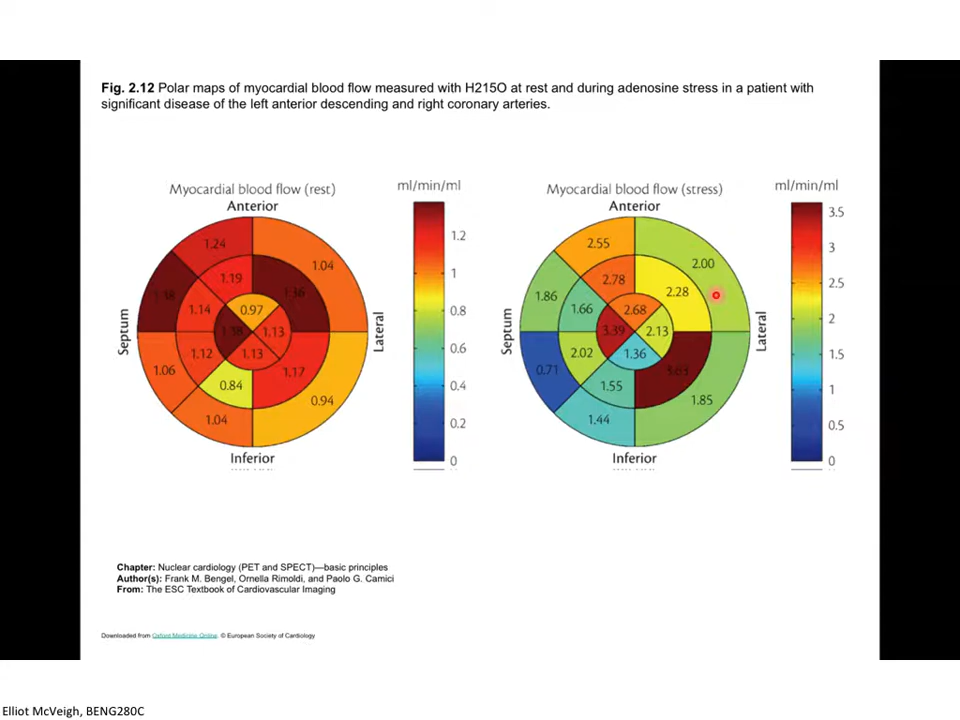 Fig. 2.12 Polar maps of myocardial blood flow measured with H215O at rest and during adenosine stress in a patient with
significant disease of the left anterior descending and right coronary arteries.
Myocardial blood flow (rest)
ml/min/ml
Anterior
1.24
1.04
1.19
1.14
0.97
1.13
1.12
1.13
1.17
1.06
0.84
0.94
1.04
Septum
Lateral
Inferior
1.2
1
0.8
0.6
0.4
0.2
0
Myocardial blood flow (stress)
ml/min/ml
Anterior
2.55
2.00
2.78
2.28
1.86
1.66
2.68
3.39
2.13
2.02
1.36
0.71
1.55
1.85
1.44
Septum
Lateral
Inferior
3.5
3
2.5
2
1.5
1
0.5
0
Chapter: Nuclear cardiology (PET and SPECT)—basic principles
Author(s): Frank M. Bengel, Ornella Rimoldi, and Paolo G. Camici
From: The ESC Textbook of Cardiovascular Imaging
Downloaded from Oxford Medicine Online. © European Society of Cardiology
Elliot McVeigh, BENG280C